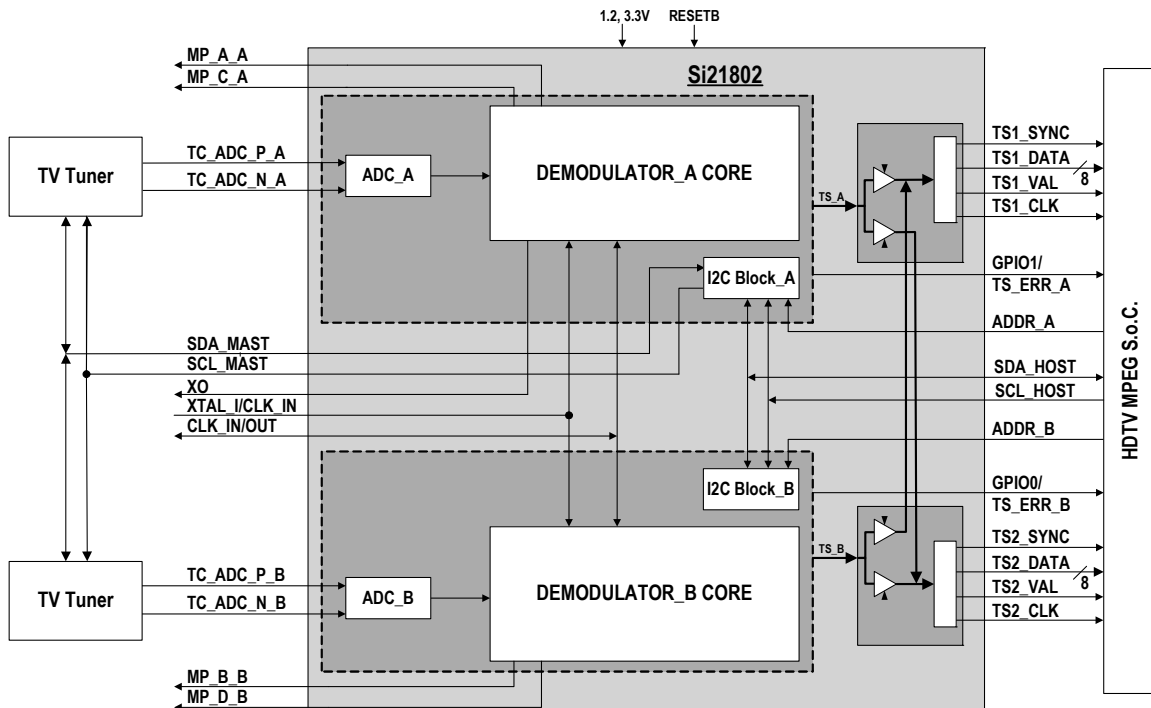 1.2, 3.3V
RESETB
MP_A_A
MP_C_A
Si21802
TV Tuner
TC_ADC_P_A
TC_ADC_N_A
ADC_A
DEMODULATOR_A CORE
TS_A
TS1_SYNC
TS1_DATA
8
TS1_VAL
TS1_CLK
I2C Block_A
GPIO1/
TS_ERR_A
ADDR_A
SDA_MAST
SCL_MAST
XO
XTAL_I/CLK_IN
CLK_IN/OUT
SDA_HOST
SCL_HOST
ADDR_B
HDTV MPEG S.o.C.
I2C Block_B
GPIO0/
TS_ERR_B
TV Tuner
TC_ADC_P_B
TC_ADC_N_B
ADC_B
DEMODULATOR_B CORE
TS_B
TS2_SYNC
TS2_DATA
8
TS2_VAL
TS2_CLK
MP_B_B
MP_D_B